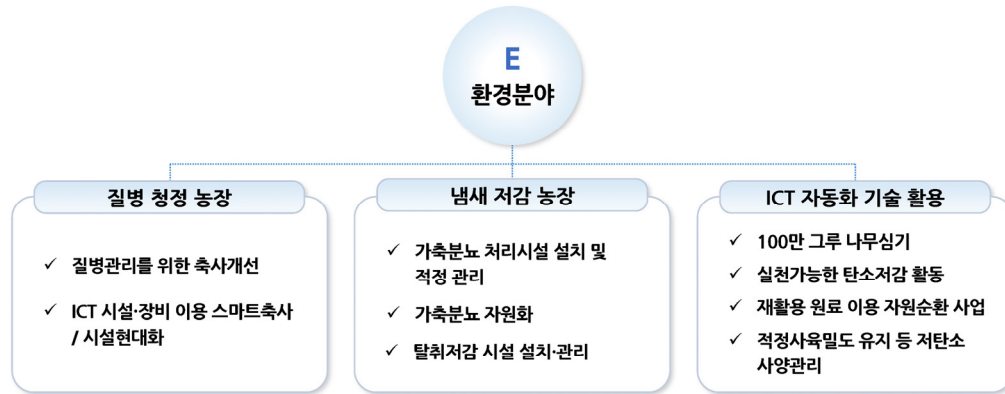 E
환경분야
질병 청정 농장
✓ 질병관리를 위한 축사개선
✓ ICT 시설·장비 이용 스마트축사
/ 시설현대화
냄새 저감 농장
✓ 가축분뇨 처리시설 설치 및
적정 관리
✓ 가축분뇨 자원화
✓ 탈취저감 시설 설치·관리
ICT 자동화 기술 활용
✓ 100만 그루 나무심기
✓ 실천가능한 탄소저감 활동
✓ 재활용 원료 이용 자원순환 사업
✓ 적정사육밀도 유지 등 저탄소
사양관리